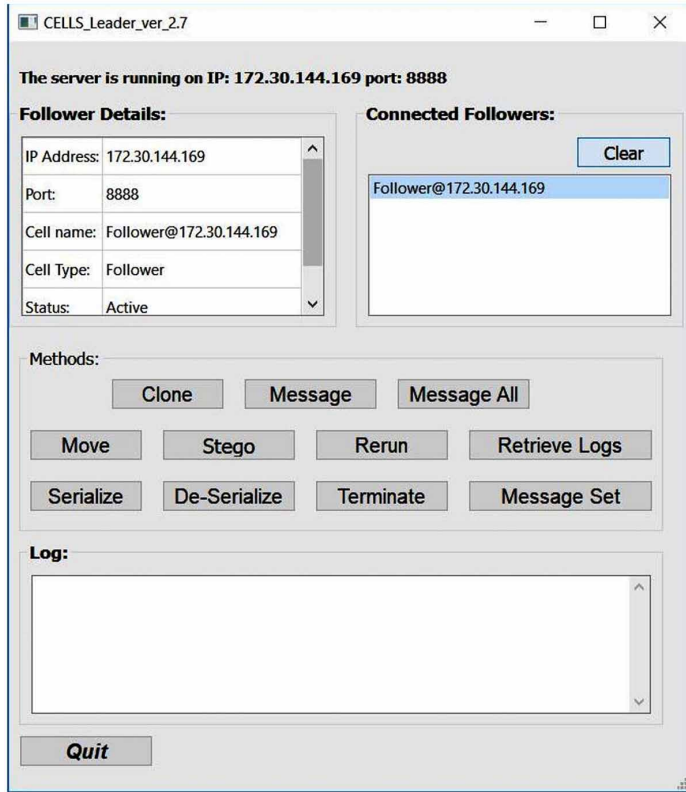 CELLS_Leader_ver_2.7
The server is running on IP: 172.30.144.169 port: 8888
Follower Details:
IP Address: 172.30.144.169
Port: 8888
Cell name: Follower@172.30.144.169
Cell Type: Follower
Status: Active
Connected Followers:
Clear
Follower@172.30.144.169
Methods:
Clone Message Message All
Move Stego Rerun Retrieve Logs
Serialize De-Serialize Terminate Message Set
Log:
Quit